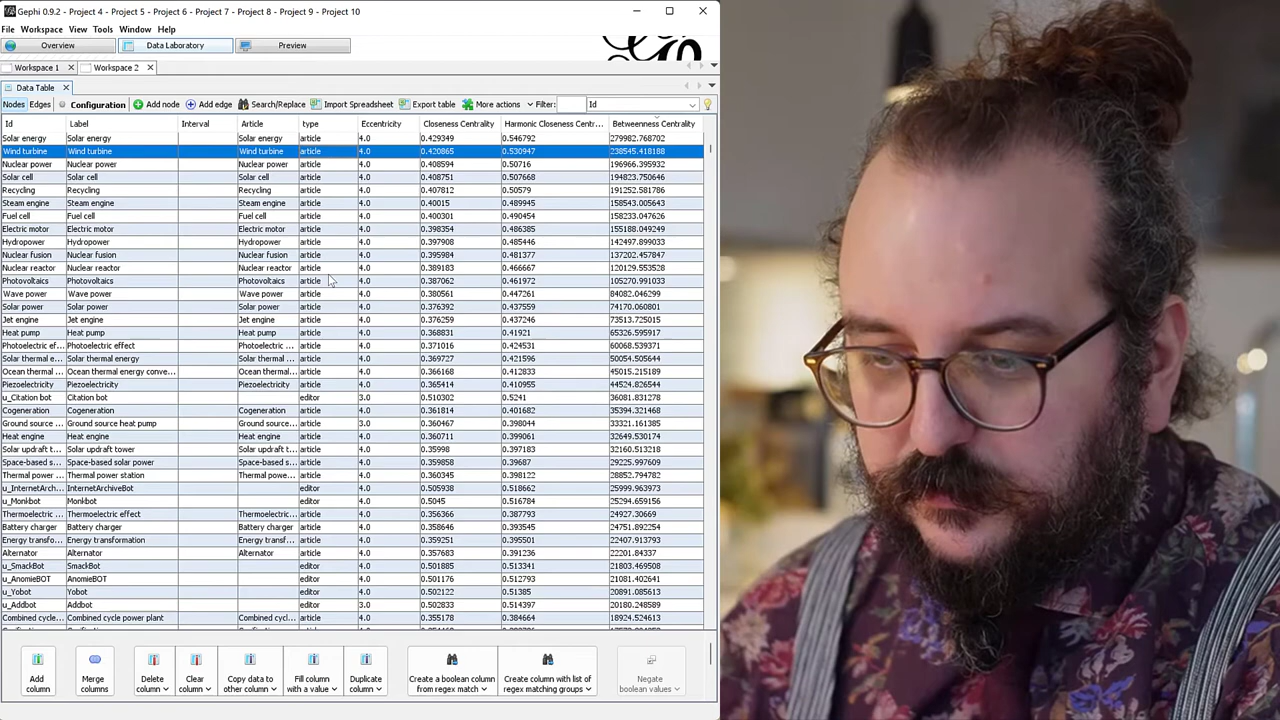 Gephi 0.9.2 - Project 4 - Project 5 - Project 6 - Project 7 - Project 8 - Project 9 - Project 10
File Workspace View Tools Window Help
Overview Data Laboratory Preview
Workspace 1 Workspace 2
Data Table
Nodes Edges Configuration Add node Add edge Search/Replace Import Spreadsheet Export table More actions Filter: Id
Id Label Interval Article type Eccentricity Closeness Centrality Harmonic Closeness Centr... Betweenness Centrality
Solar energy Solar energy Solar energy article 4.0 0.429349 0.546792 279982.768702
Wind turbine Wind turbine Wind turbine article 4.0 0.420865 0.530947 238545.418188
Nuclear power Nuclear power Nuclear power article 4.0 0.408594 0.50716 196966.395932
Solar cell Solar cell Solar cell article 4.0 0.408751 0.507668 194823.750646
Recycling Recycling Recycling article 4.0 0.407812 0.50579 191252.581786
Steam engine Steam engine Steam engine article 4.0 0.40015 0.489945 158543.005643
Fuel cell Fuel cell Fuel cell article 4.0 0.400301 0.490454 158233.047626
Electric motor Electric motor Electric motor article 4.0 0.398354 0.486385 155188.049249
Hydropower Hydropower Hydropower article 4.0 0.397908 0.485446 142497.899033
Nuclear fusion Nuclear fusion Nuclear fusion article 4.0 0.395458 0.481377 137202.457847
Nuclear reactor Nuclear reactor Nuclear reactor article 4.0 0.389183 0.466667 120129.553528
Photovoltaics Photovoltaics Photovoltaics article 4.0 0.387062 0.461972 105270.991033
Wave power Wave power Wave power article 4.0 0.380561 0.447261 84082.046299
Solar power Solar power Solar power article 4.0 0.376392 0.437559 74170.060801
Jet engine Jet engine Jet engine article 4.0 0.376259 0.437246 73513.725015
Heat pump Heat pump Heat pump article 4.0 0.368831 0.41921 65326.595917
Photoelectric ef... Photoelectric effect Photoelectric ... article 4.0 0.371016 0.424531 60068.539371
Solar thermal e... Solar thermal energy Solar thermal ... article 4.0 0.369727 0.421596 50054.505644
Ocean thermal ... Ocean thermal energy conve... Ocean thermal... article 4.0 0.366168 0.412833 45015.215189
Piezoelectricity Piezoelectricity Piezoelectricity article 4.0 0.365414 0.410955 44524.826544
u_Citation bot Citation bot editor 3.0 0.510302 0.5241 36081.831277
Cogeneration Cogeneration Cogeneration article 4.0 0.361814 0.401682 35394.321468
Ground source ... Ground source heat pump Ground source... article 3.0 0.360467 0.398044 33321.161385
Heat engine Heat engine Heat engine article 4.0 0.360711 0.399061 32649.530174
Solar updraft t... Solar updraft tower Solar updraft ... article 4.0 0.35998 0.397183 32160.513218
Space-based s... Space-based solar power Space-based s... article 4.0 0.359858 0.39687 29225.997609
Thermal power ... Thermal power station Thermal powe... article 4.0 0.360345 0.398122 28852.794782
u_InternetArch... InternetArchiveBot editor 4.0 0.505938 0.518662 25999.963973
u_Monkbot Monkbot editor 4.0 0.5045 0.516784 25294.659156
Thermoelectric ... Thermoelectric effect Thermoelectric... article 4.0 0.356366 0.387793 24927.30669
Battery charger Battery charger Battery charger article 4.0 0.358646 0.393545 24751.892254
Energy transfo... Energy transformation Energy transf... article 4.0 0.359251 0.395501 22407.913793
Alternator Alternator Alternator article 4.0 0.357683 0.391236 22201.84337
u_SmackBot SmackBot editor 4.0 0.501885 0.513341 21803.469508
u_AnomieBOT AnomieBOT editor 4.0 0.501176 0.512793 21081.402641
u_Yobot Yobot editor 4.0 0.502122 0.51385 20891.085613
u_Addbot Addbot editor 3.0 0.502833 0.514397 20180.248589
Combined cycle... Combined cycle power plant Combined cycl... article 4.0 0.355178 0.384664 18924.524613
Add column Merge columns Delete column Clear column Copy data to other column Fill column with a value Duplicate column Create a boolean column from regex match Create column with list of regex matching groups Negate boolean values